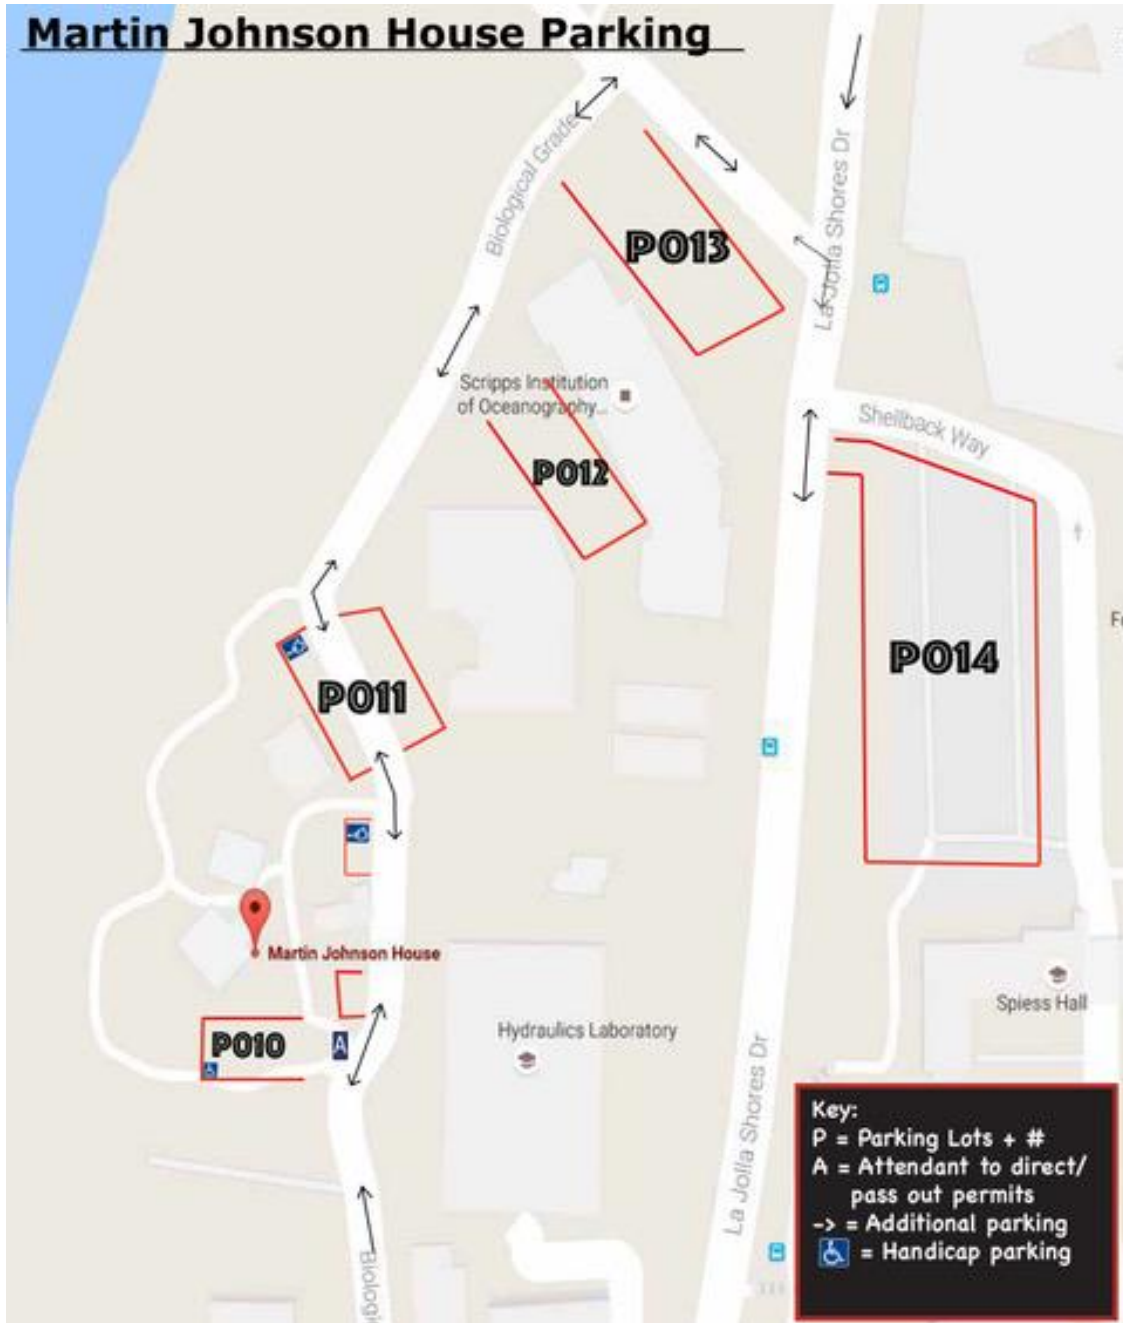 Martin Johnson House Parking
La Jolla Shores Dr
Biological Grade
P013
Scripps Institution
of Oceanography...
Shellback Way
P012
P014
P011
Martin Johnson House
Spiess Hall
P010
A
Hydraulics Laboratory
La Jolla Shores Dr
Key:
P = Parking Lots + #
A = Attendant to direct/
pass out permits
-> = Additional parking
= Handicap parking
Biologi